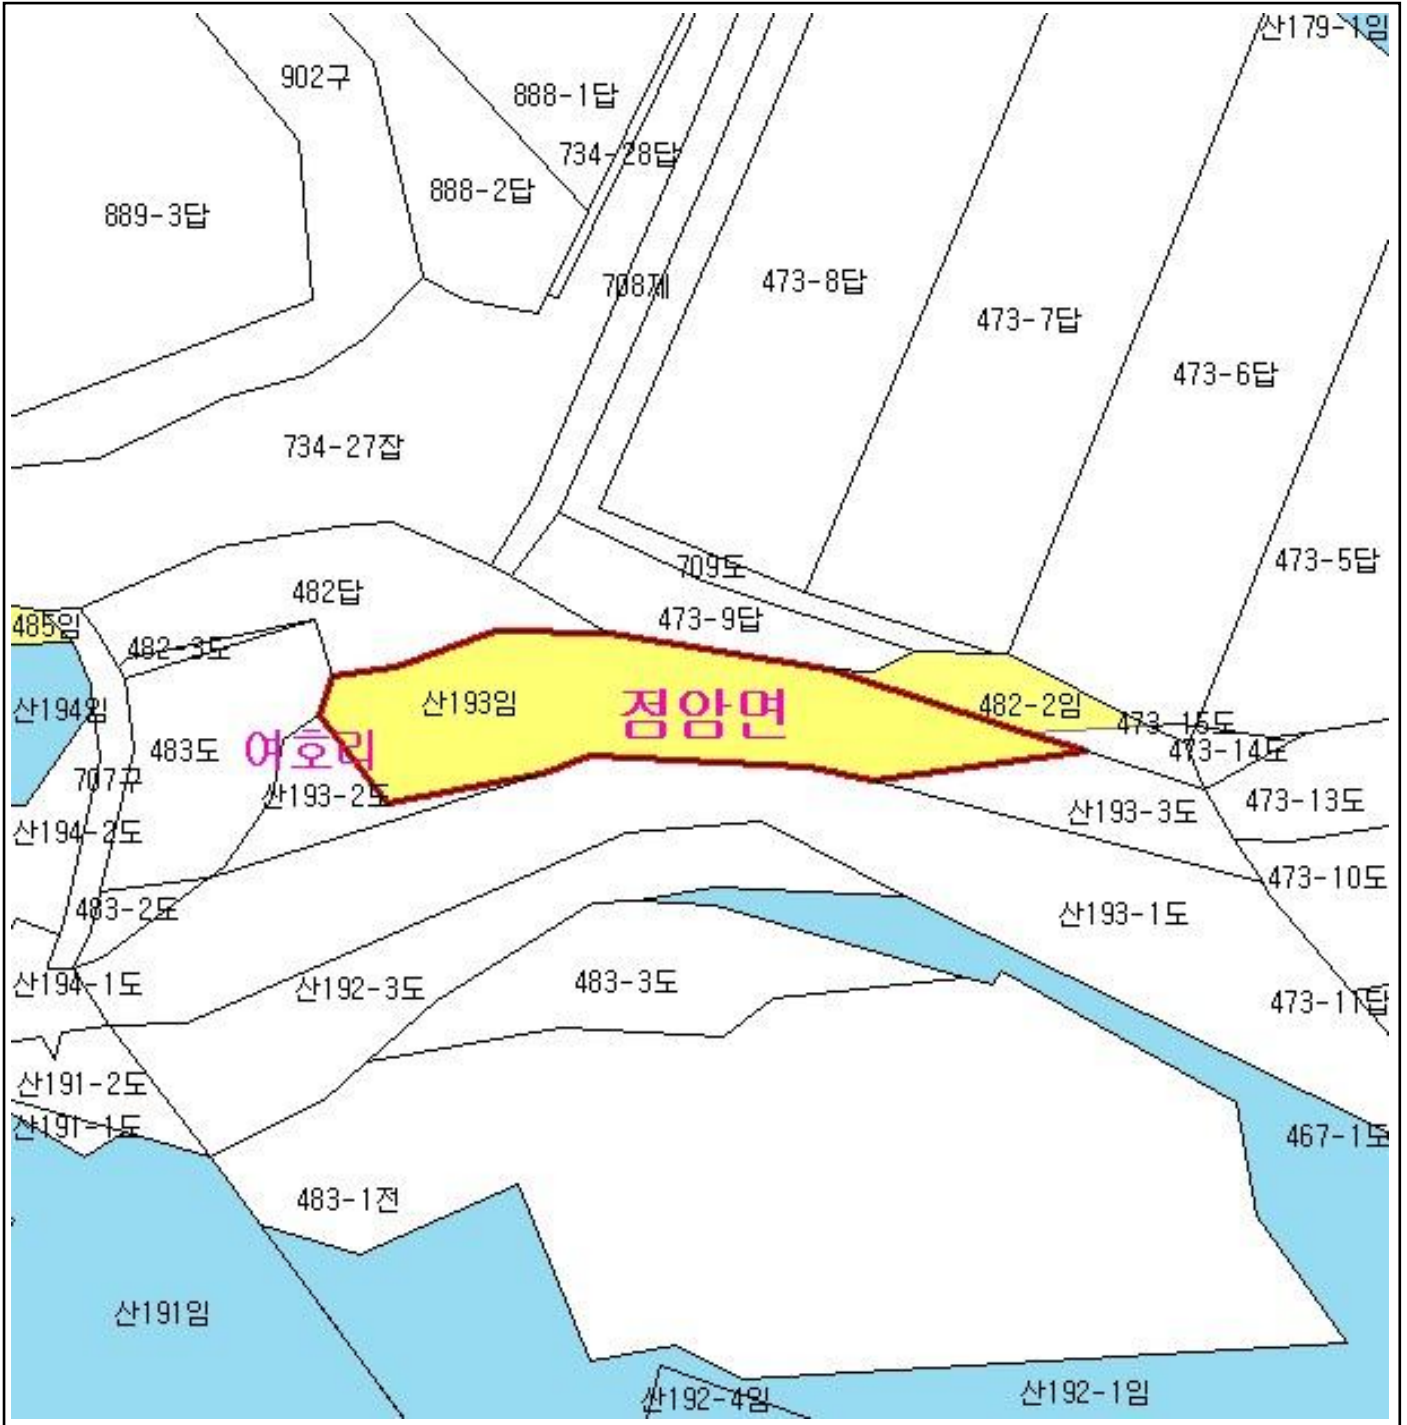 산179-1임
902구
888-1답
734-28답
888-2답
889-3답
708제
473-8답
473-7답
473-6답
734-27잡
473-5답
709도
482답
473-9답
485임
482-3도
산193임
점암면
482-2임
산194임
473-15도
473-14도
483도
여호리
707구
산193-2도
산193-3도
473-13도
산194-2도
473-10도
483-2도
산193-1도
산194-1도
산192-3도
483-3도
473-11답
산191-2도
산191-1도
467-1도
483-1전
산191임
산192-4임
산192-1임